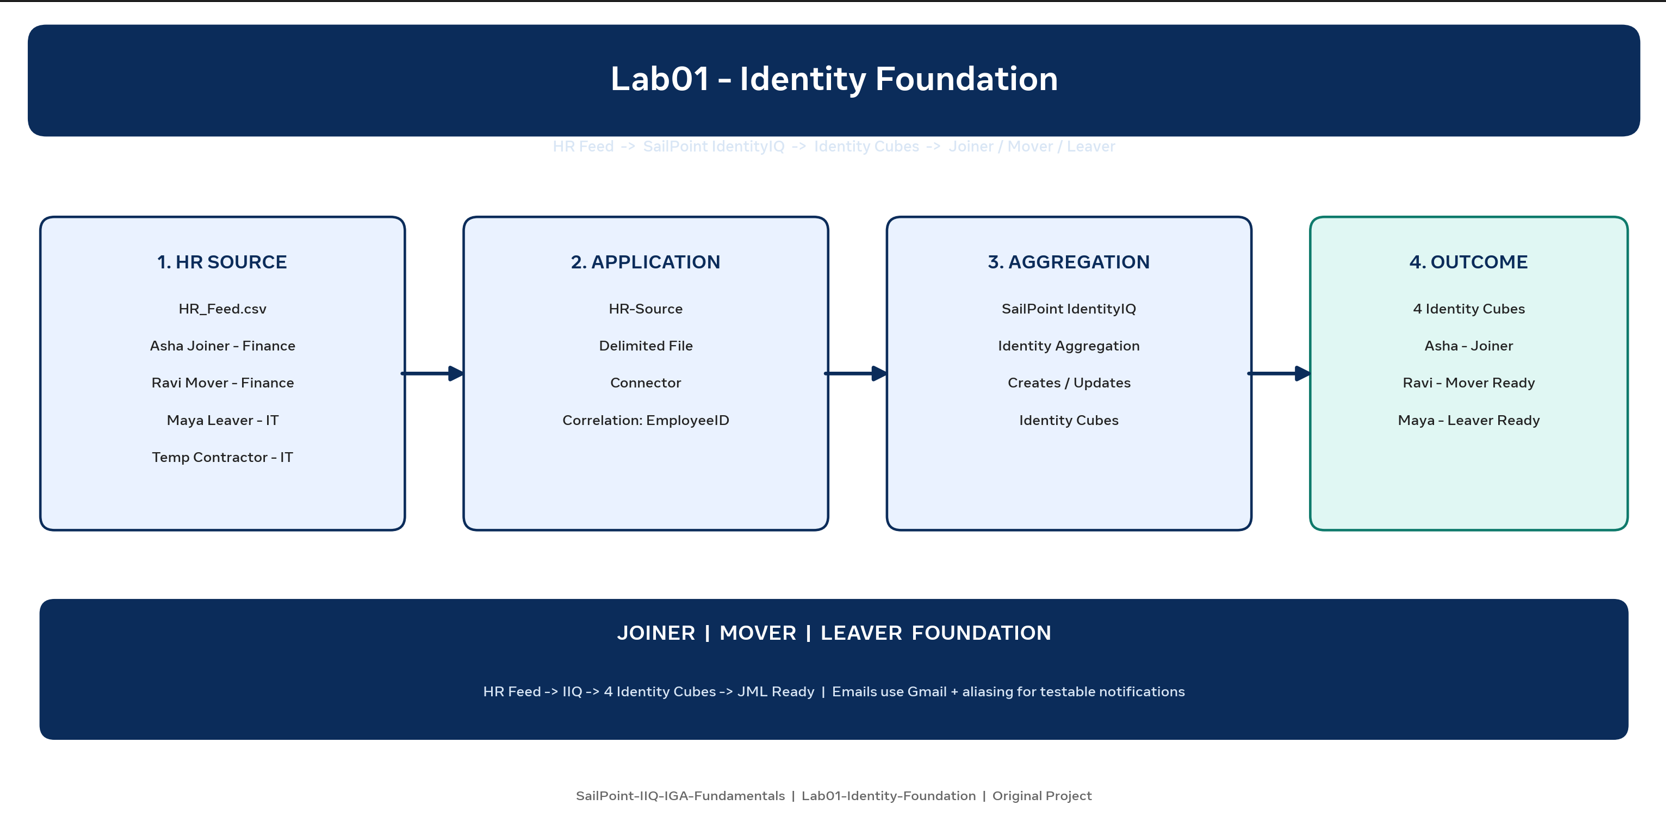 Lab01 - Identity Foundation
HR Feed -> SailPoint IdentityIQ -> Identity Cubes -> Joiner / Mover / Leaver
1. HR SOURCE
HR_Feed.csv
Asha Joiner - Finance
Ravi Mover - Finance
Maya Leaver - IT
Temp Contractor - IT
2. APPLICATION
HR-Source
Delimited File
Connector
Correlation: EmployeeID
3. AGGREGATION
SailPoint IdentityIQ
Identity Aggregation
Creates / Updates
Identity Cubes
4. OUTCOME
4 Identity Cubes
Asha - Joiner
Ravi - Mover Ready
Maya - Leaver Ready
JOINER | MOVER | LEAVER FOUNDATION
HR Feed -> IIQ -> 4 Identity Cubes -> JML Ready | Emails use Gmail + aliasing for testable notifications
SailPoint-IIQ-IGA-Fundamentals | Lab01-Identity-Foundation | Original Project